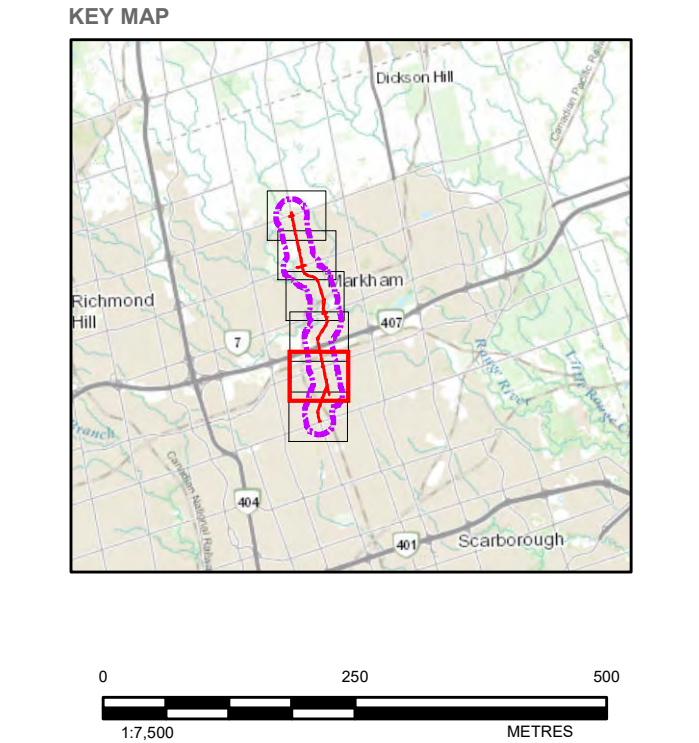 KEY MAP
Dickson Hill
Canadian Pacific Rail
Markham
Richmond
Hill
407
7
Rouge River
Little Rouge C
Branch
Canadian National Railwa
404
401
Scarborough
0 250 500
1:7,500 METRES